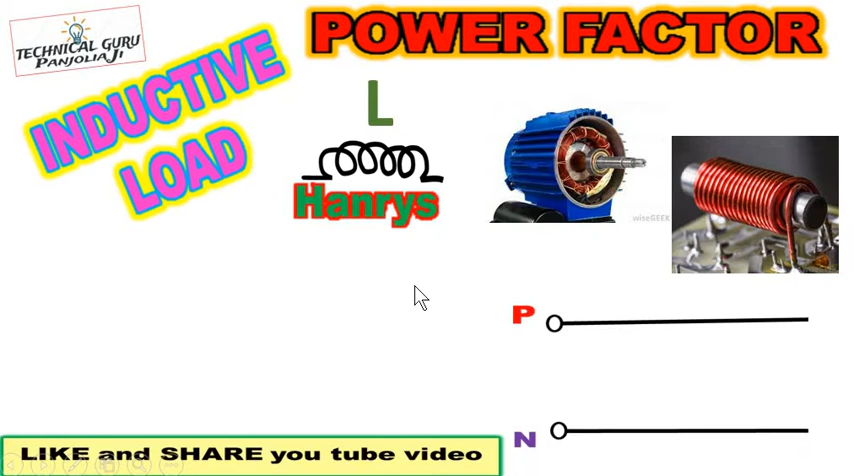 TECHNICAL GURU
PANJOLIAJI
POWER FACTOR
INDUCTIVE
LOAD
L
Hanrys
wiseGEEK
P
N
LIKE and SHARE you tube video